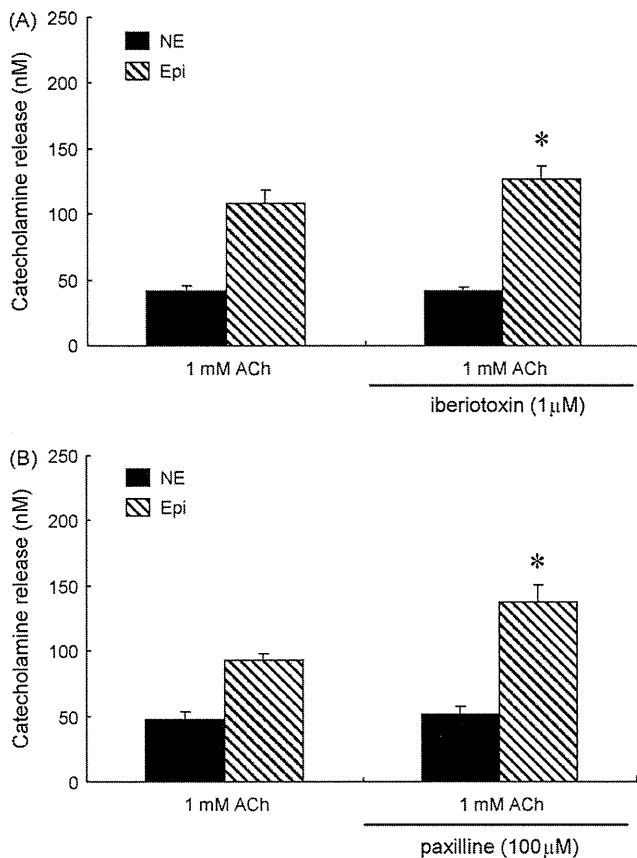 (A)
Catecholamine release (nM)
250
200
150
100
50
0
NE
Epi
*
1 mM ACh
1 mM ACh
iberiotoxin (1μM)
(B)
Catecholamine release (nM)
250
200
150
100
50
0
NE
Epi
*
1 mM ACh
1 mM ACh
paxilline (100μM)